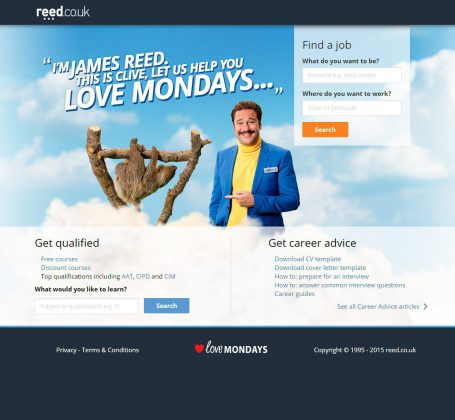 reed.co.uk
“I'M JAMES REED.
THIS IS CLIVE, LET US HELP YOU
LOVE MONDAYS...„
Find a job
What do you want to be?
Keyword e.g. Web Design
Where do you want to work?
Town or postcode
Search
Get qualified
Free courses
Discount courses
Top qualifications including AAT, CIPD and CIM
What would you like to learn?
Subject or qualification e.g. IT
Search
Get career advice
Download CV template
Download cover letter template
How to: prepare for an interview
How to: answer common interview questions
Career guides
See all Career Advice articles
Privacy - Terms & Conditions
love MONDAYS
Copyright © 1995 - 2015 reed.co.uk